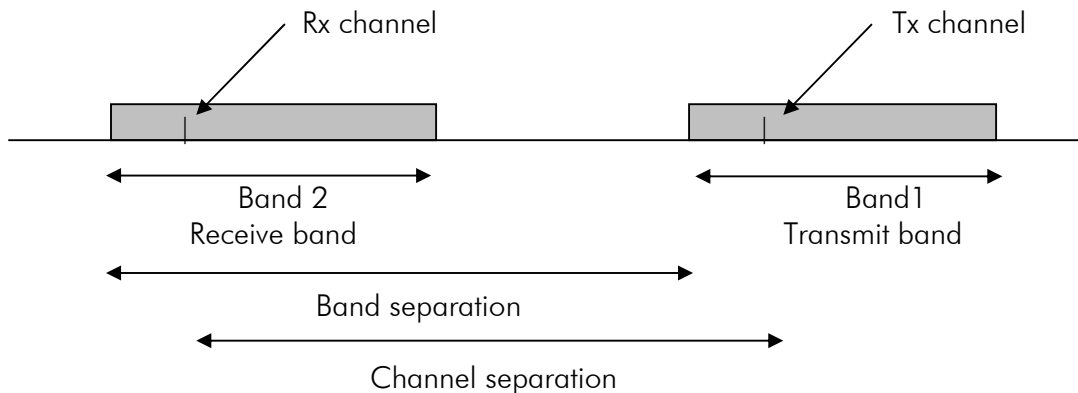 Rx channel
Tx channel
Band 2
Receive band
Band1
Transmit band
Band separation
Channel separation